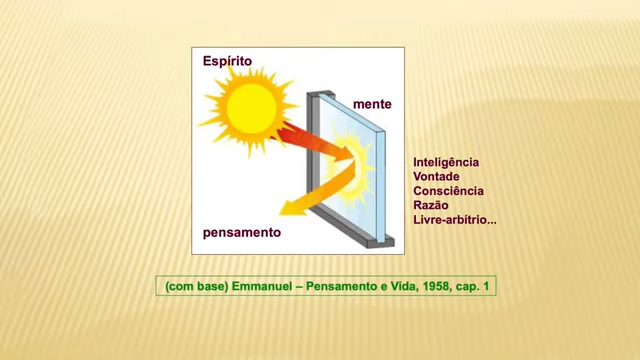 Espírito
mente
pensamento
Inteligência
Vontade
Consciência
Razão
Livre-arbítrio...
(com base) Emmanuel – Pensamento e Vida, 1958, cap. 1